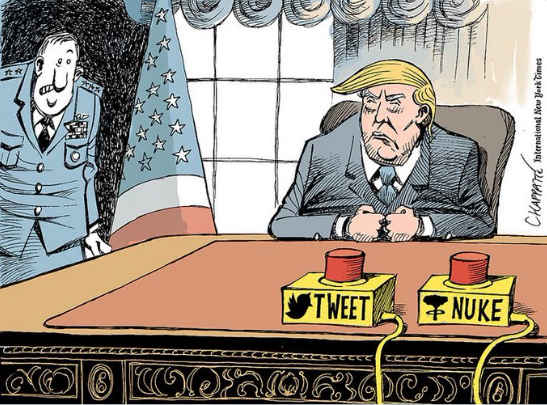 International New York Times
CHAPPATTE
TWEET
NUKE